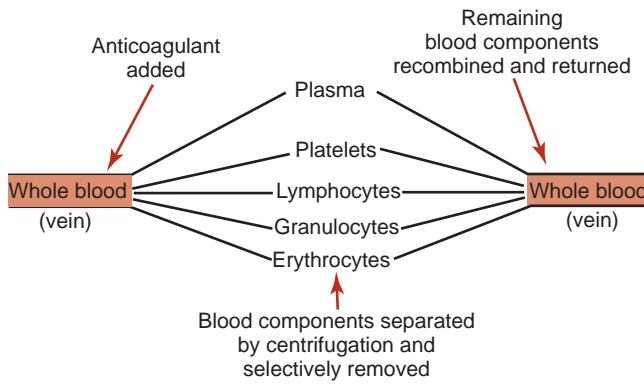 Anticoagulant
added
Remaining
blood components
recombined and returned
Plasma
Platelets
Whole blood
Lymphocytes
Whole blood
(vein)
Granulocytes
(vein)
Erythrocytes
Blood components separated
by centrifugation and
selectively removed